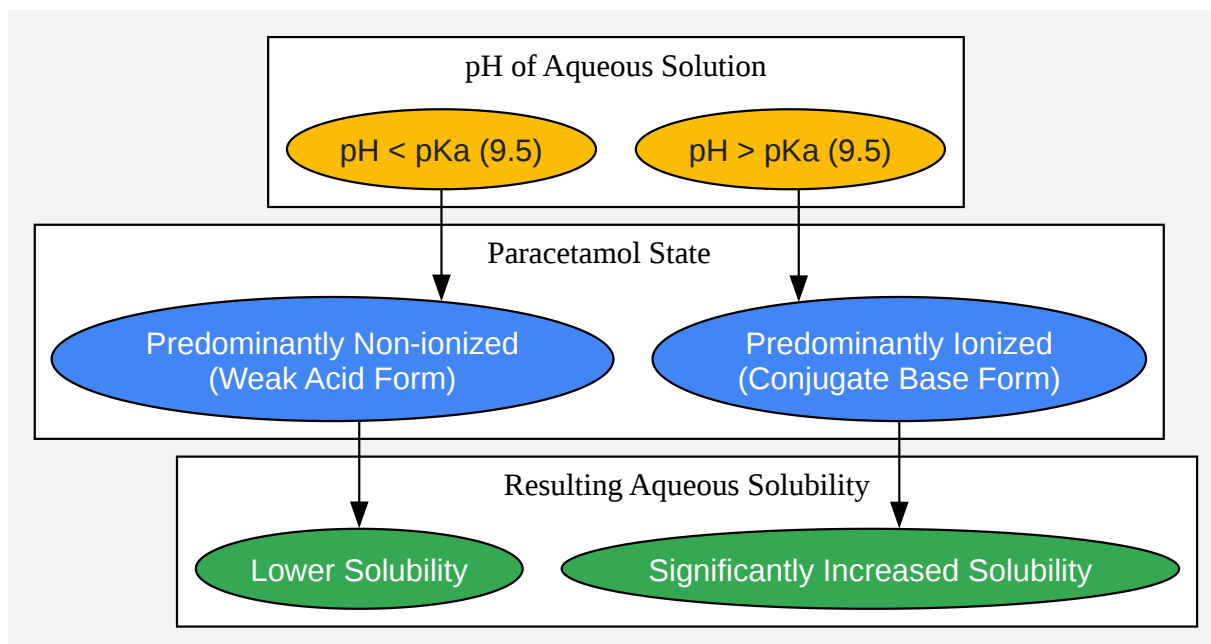 pH of Aqueous Solution
pH < pKa (9.5)
pH > pKa (9.5)
Paracetamol State
Predominantly Non-ionized
(Weak Acid Form)
Predominantly Ionized
(Conjugate Base Form)
Resulting Aqueous Solubility
Lower Solubility
Significantly Increased Solubility